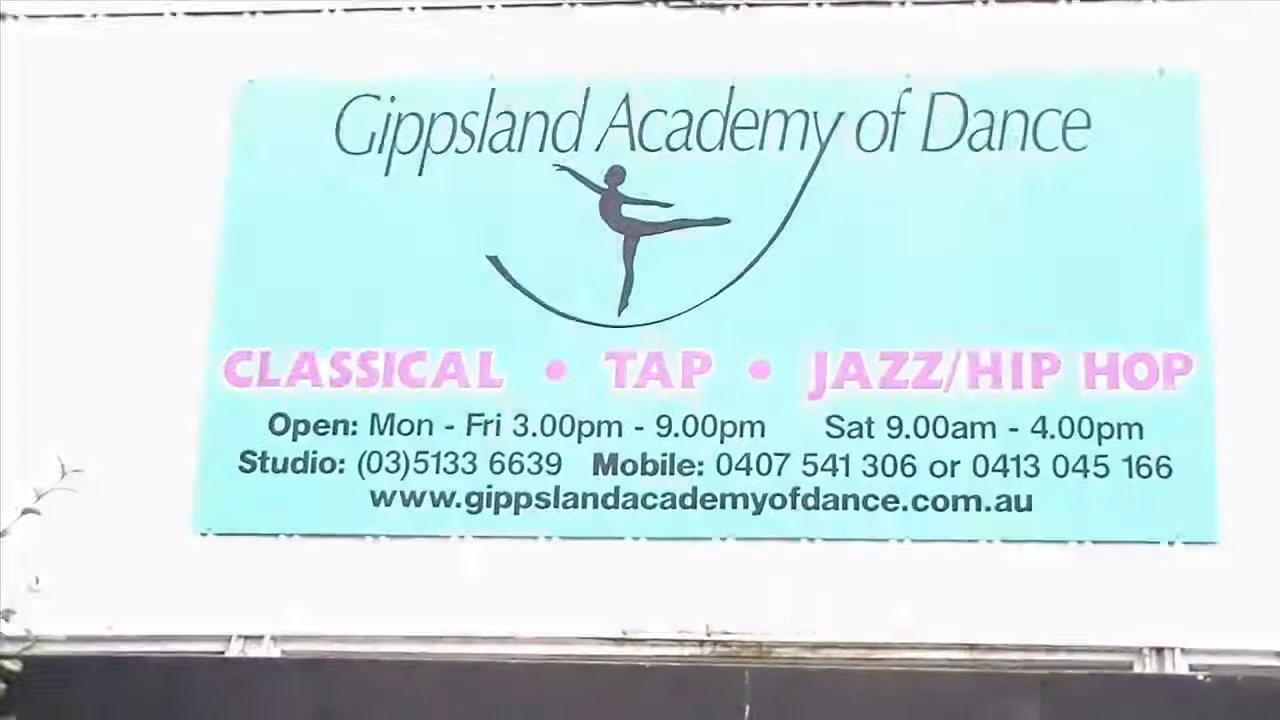 Gippsland Academy of Dance
CLASSICAL • TAP • JAZZ/HIP HOP
Open: Mon - Fri 3.00pm - 9.00pm Sat 9.00am - 4.00pm
Studio: (03)5133 6639 Mobile: 0407 541 306 or 0413 045 166
www.gippslandacademyofdance.com.au